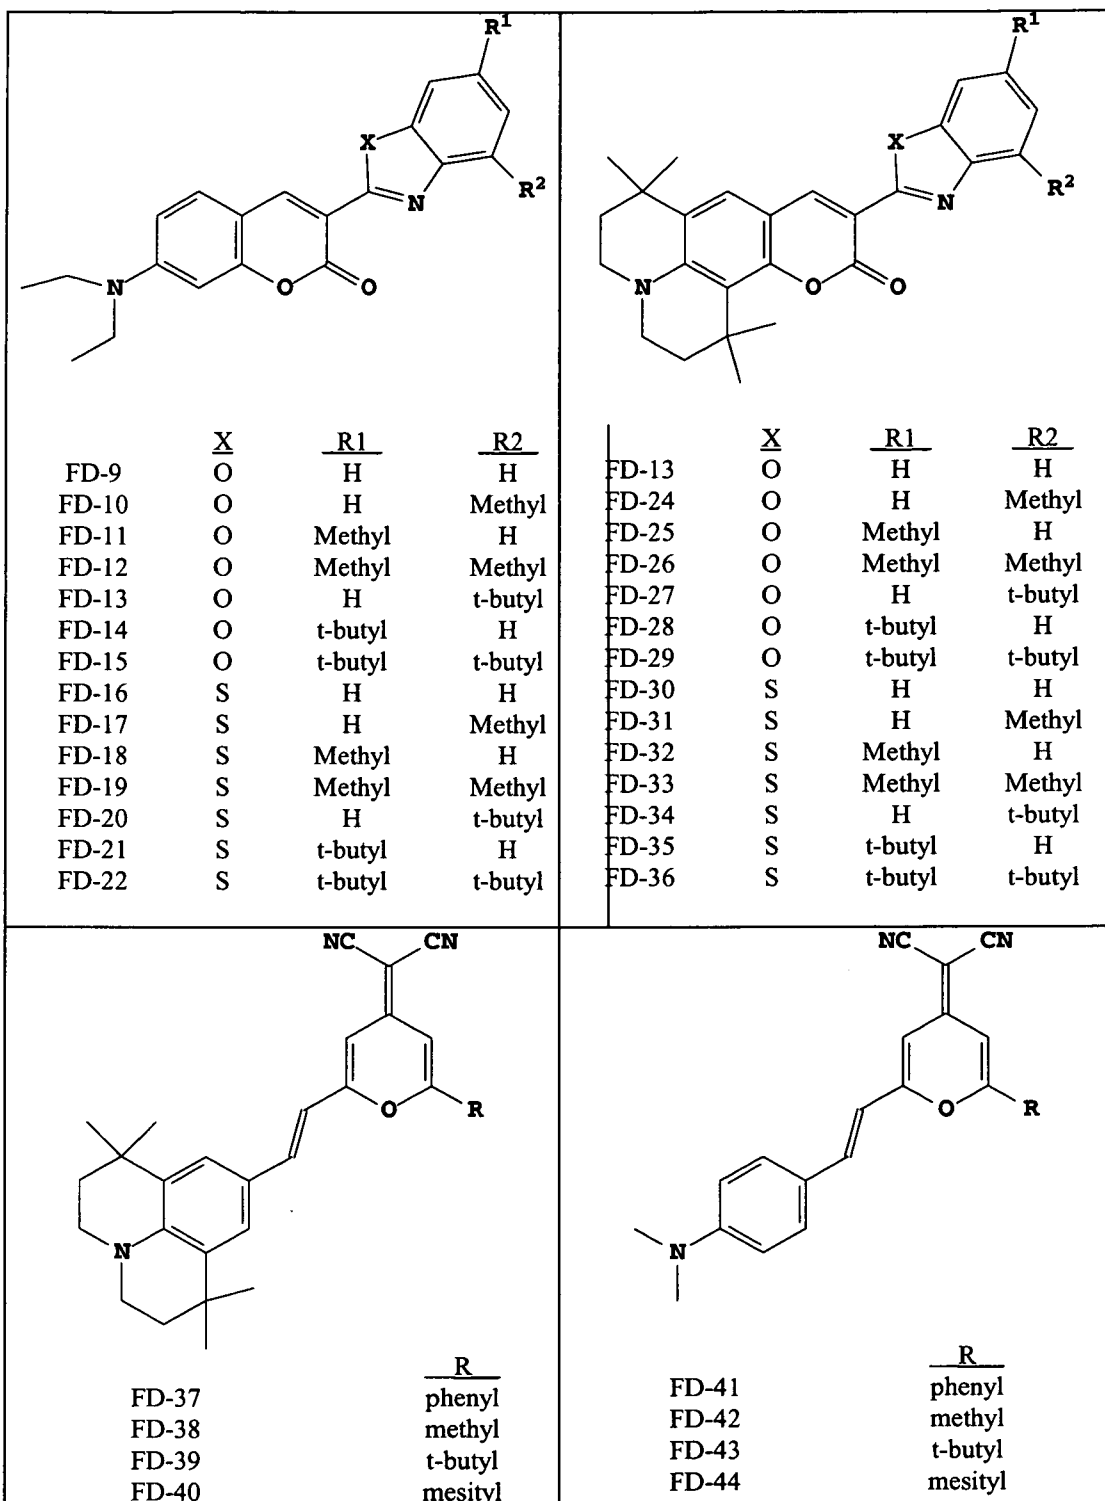 R¹
X
R²
N
N
O
O
X R1 R2
FD-9 O H H
FD-10 O H Methyl
FD-11 O Methyl H
FD-12 O Methyl Methyl
FD-13 O H t-butyl
FD-14 O t-butyl H
FD-15 O t-butyl t-butyl
FD-16 S H H
FD-17 S H Methyl
FD-18 S Methyl H
FD-19 S Methyl Methyl
FD-20 S H t-butyl
FD-21 S t-butyl H
FD-22 S t-butyl t-butyl
R¹
X
R²
N
N
O
O
X R1 R2
FD-13 O H H
FD-24 O H Methyl
FD-25 O Methyl H
FD-26 O Methyl Methyl
FD-27 O H t-butyl
FD-28 O t-butyl H
FD-29 O t-butyl t-butyl
FD-30 S H H
FD-31 S H Methyl
FD-32 S Methyl H
FD-33 S Methyl Methyl
FD-34 S H t-butyl
FD-35 S t-butyl H
FD-36 S t-butyl t-butyl
NC CN
O R
N
R
FD-37 phenyl
FD-38 methyl
FD-39 t-butyl
FD-40 mesityl
NC CN
O R
N
R
FD-41 phenyl
FD-42 methyl
FD-43 t-butyl
FD-44 mesityl